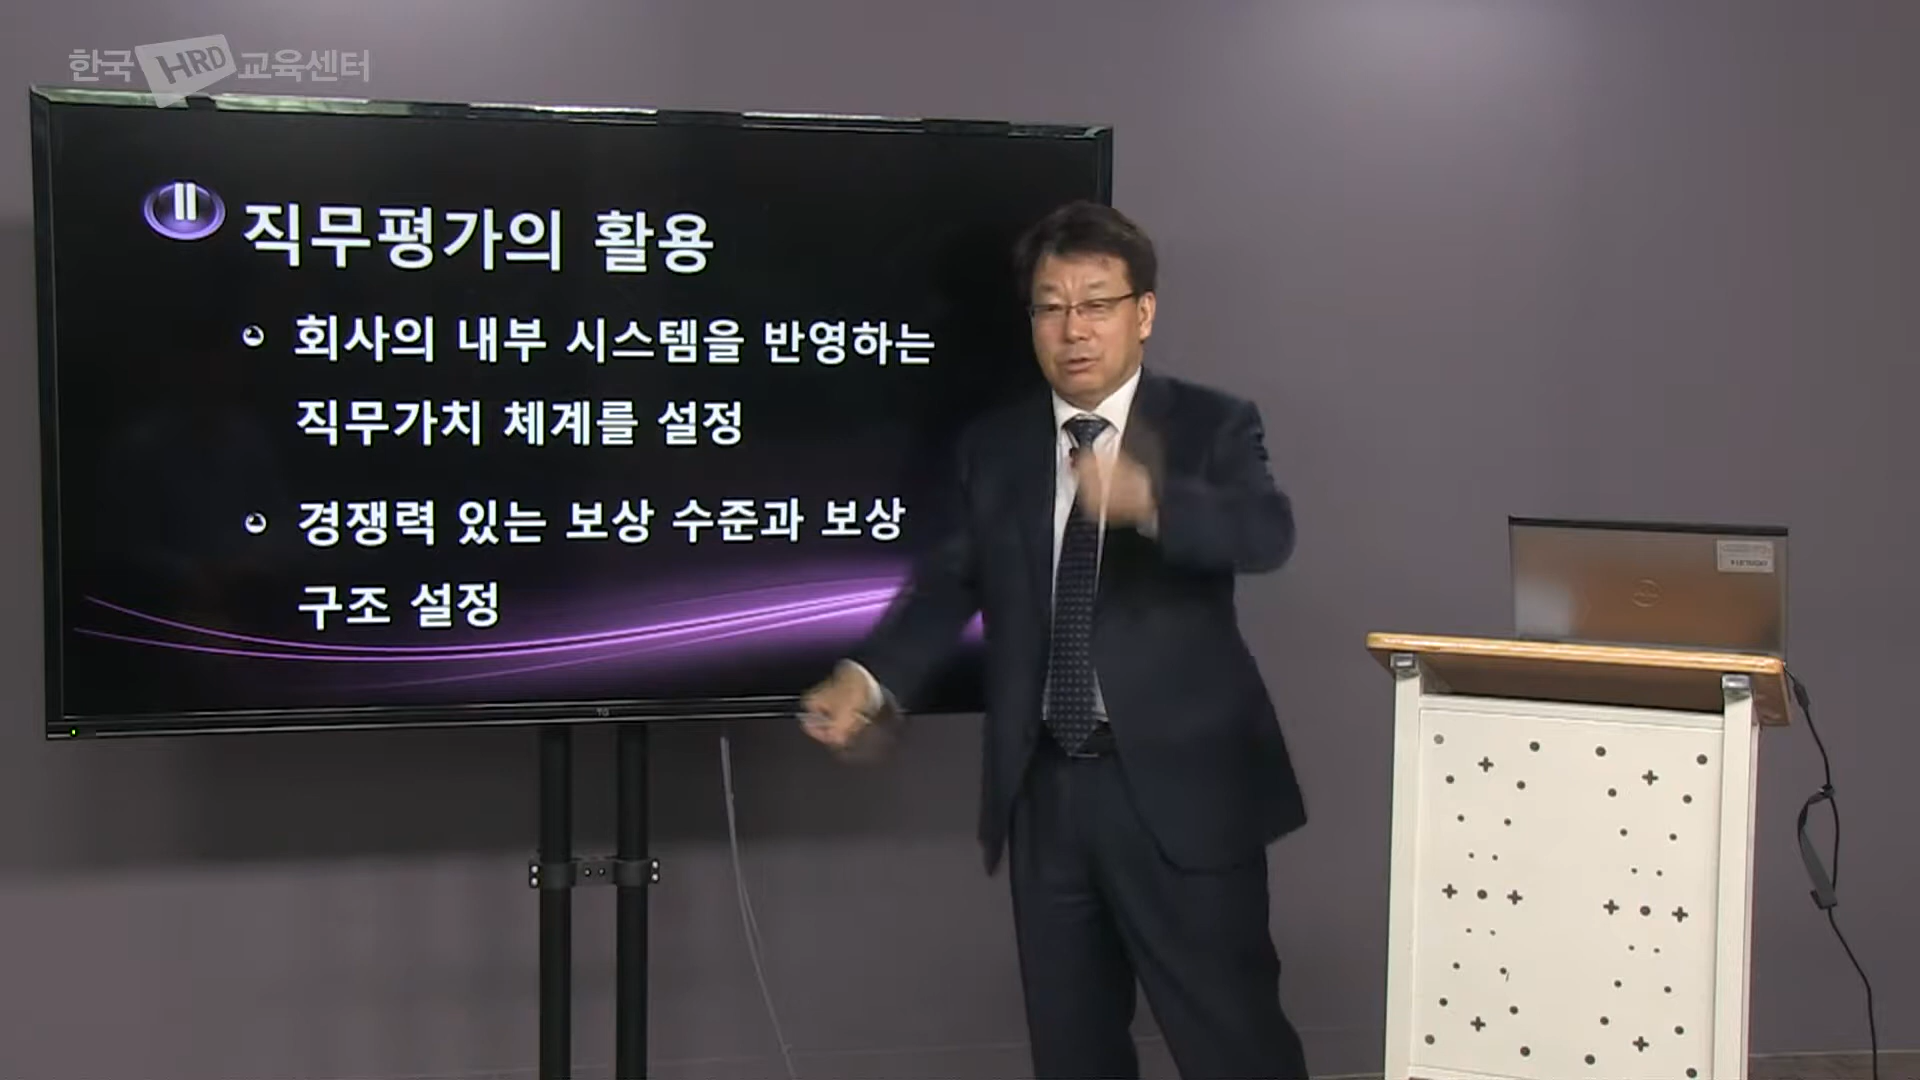 한국 HRD 교육센터
II 직무평가의 활용
회사의 내부 시스템을 반영하는
직무가치 체계를 설정
경쟁력 있는 보상 수준과 보상
구조 설정
TG